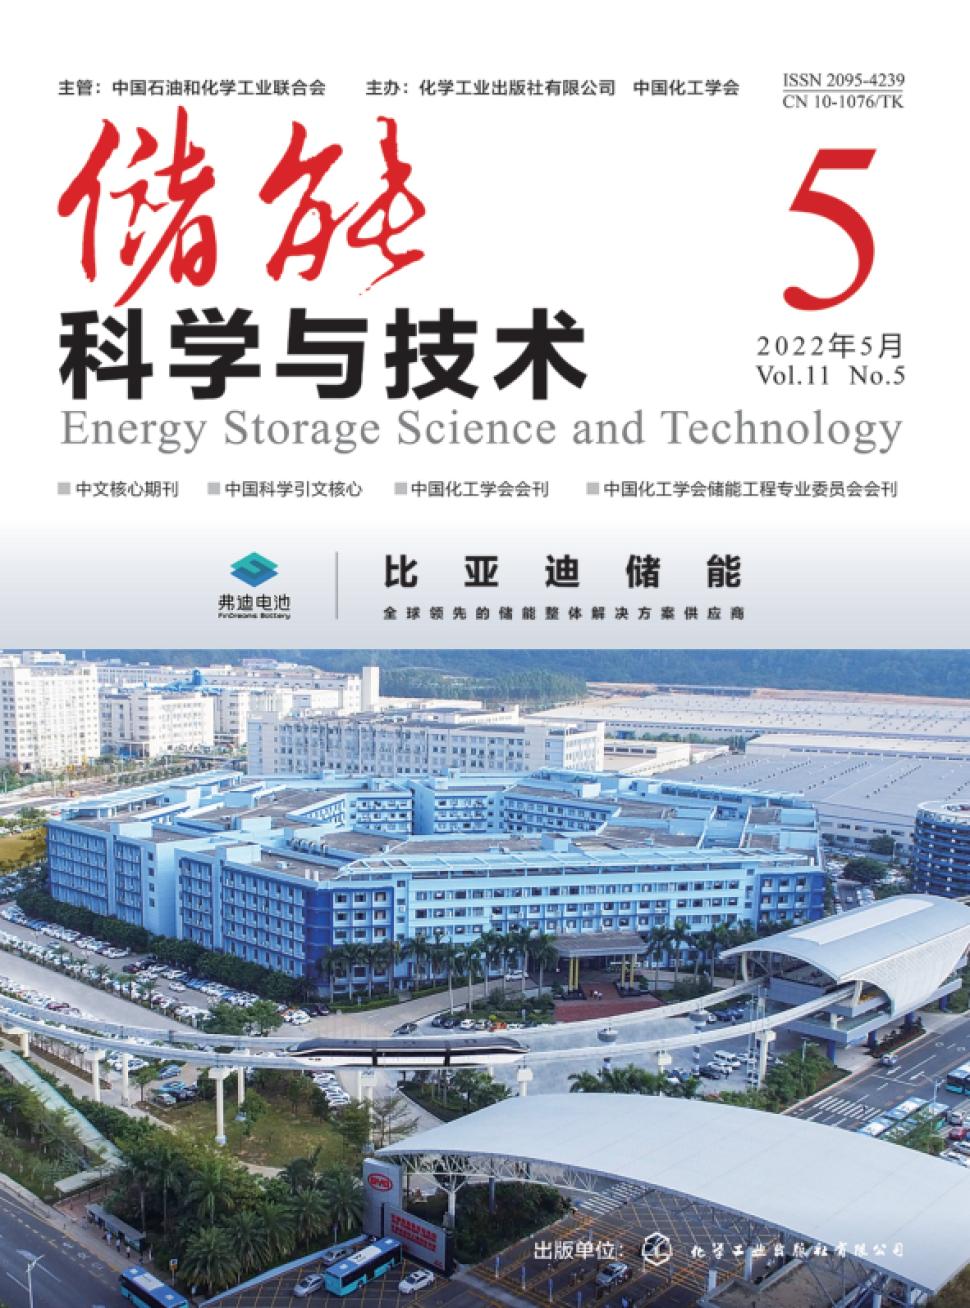 主管：中国石油和化学工业联合会　主办：化学工业出版社有限公司　中国化工学会
ISSN 2095-4239
CN 10-1076/TK
储能
科学与技术
5
2022年5月
Vol.11 No.5
Energy Storage Science and Technology
■中文核心期刊　■中国科学引文核心　■中国化工学会会刊　■中国化工学会储能工程专业委员会会刊
弗迪电池
FinDreams Battery
比亚迪储能
全球领先的储能整体解决方案供应商
BYD
出版单位：化学工业出版社有限公司